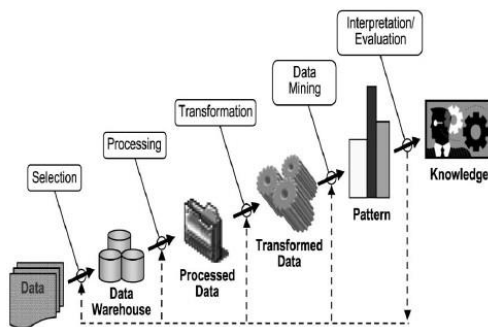 Interpretation/
Evaluation
Data
Mining
Transformation
Processing
Selection
Data
Data
Warehouse
Processed
Data
Transformed
Data
Pattern
Knowledge